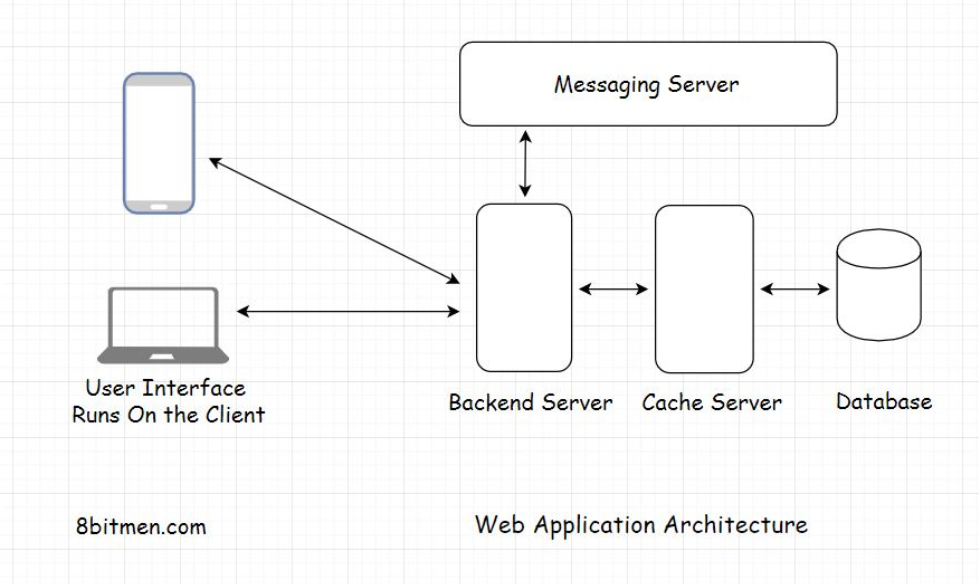 Messaging Server
User Interface
Runs On the Client
Backend Server
Cache Server
Database
8bitmen.com
Web Application Architecture